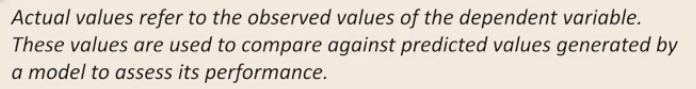 Actual values refer to the observed values of the dependent variable.
These values are used to compare against predicted values generated by
a model to assess its performance.